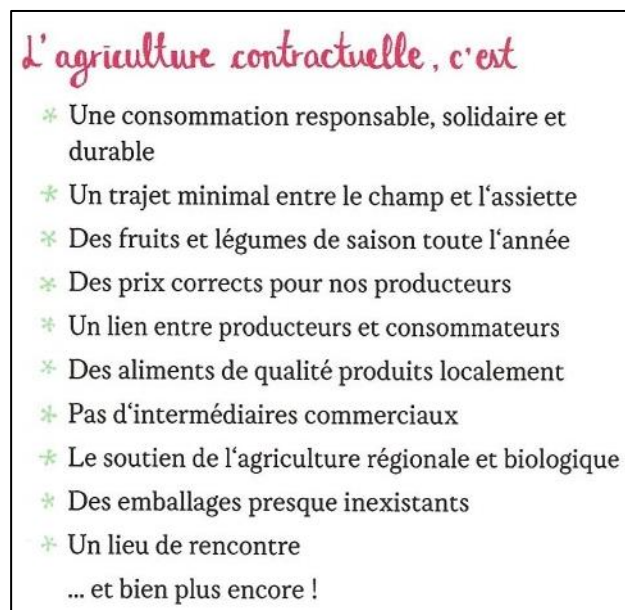 L'agriculture contractuelle, c'est
* Une consommation responsable, solidaire et
durable
* Un trajet minimal entre le champ et l‘assiette
* Des fruits et légumes de saison toute l‘année
* Des prix corrects pour nos producteurs
* Un lien entre producteurs et consommateurs
* Des aliments de qualité produits localement
* Pas d‘intermédiaires commerciaux
* Le soutien de l‘agriculture régionale et biologique
* Des emballages presque inexistants
* Un lieu de rencontre
... et bien plus encore !